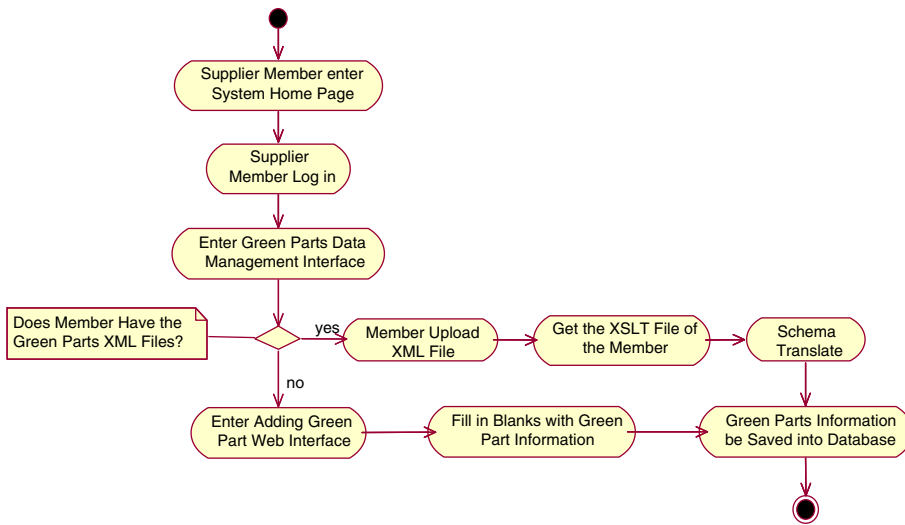 Supplier Member enter
System Home Page
Supplier
Member Log in
Enter Green Parts Data
Management Interface
Does Member Have the
Green Parts XML Files?
yes
Member Upload
XML File
Get the XSLT File of
the Member
Schema
Translate
no
Enter Adding Green
Part Web Interface
Fill in Blanks with Green
Part Information
Green Parts Information
be Saved into Database